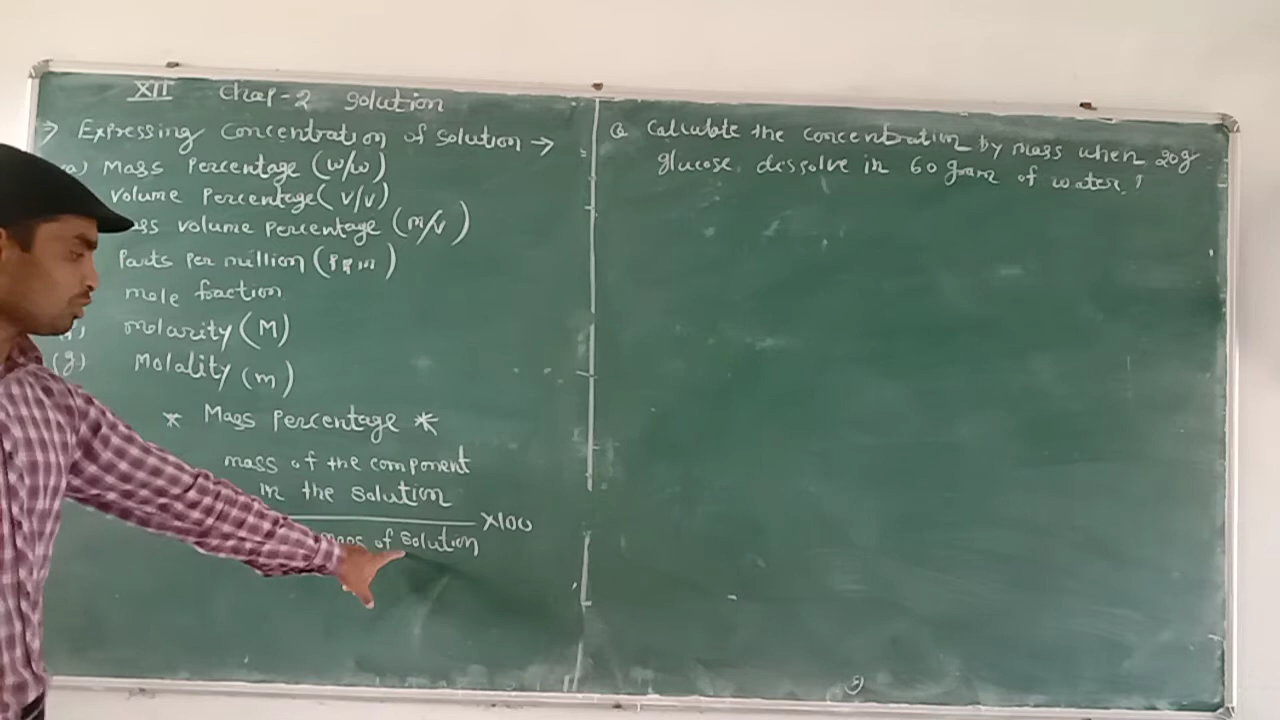 XII Chap-2 Solution
→ Expressing Concentration of Solution →
a) Mass Percentage (w/w)
Volume Percentage (V/V)
volume Percentage (m/v)
Parts Per million (PPm)
mole fraction
molarity (M)
(g) Molality (m)
* Mass Percentage *
mass of the component
in the Solution
mass of Solution ×100
Q Calculate the concentration by mass when 20g
glucose dissolve in 60 gram of water ?